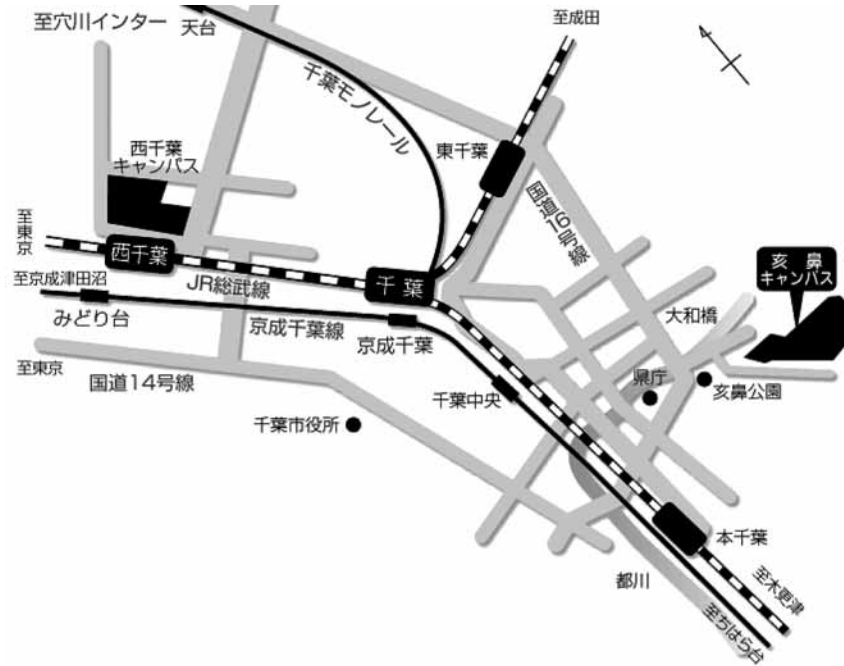 至穴川インター
天台
至成田
千葉モノレール
東千葉
西千葉
キャンパス
国道16号線
至東京
西千葉
千葉
亥鼻
キャンパス
至京成津田沼
JR総武線
大和橋
みどり台
京成千葉線
京成千葉
至東京
国道14号線
千葉中央
県庁
亥鼻公園
千葉市役所
本千葉
都川
至木更津
至ちはら台